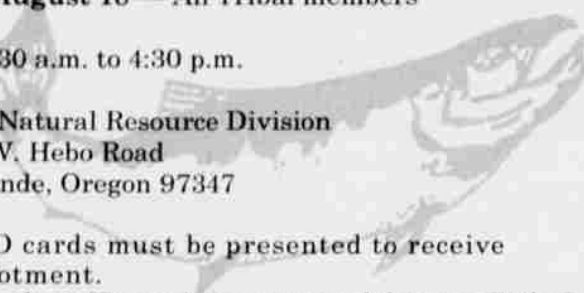 August 18 — All Tribal members
30 a.m. to 4:30 p.m.
Natural Resource Division
W. Hebo Road
nde, Oregon 97347
D cards must be presented to receive
otment.